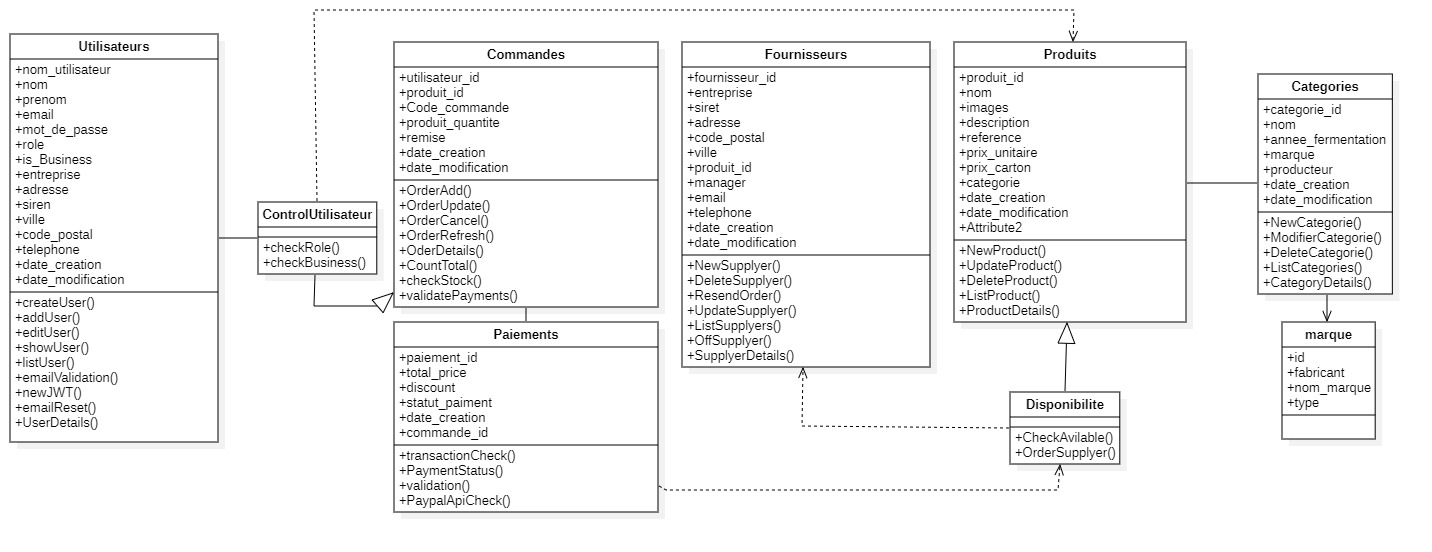 Utilisateurs
+nom_utilisateur
+nom
+prenom
+email
+mot_de_passe
+role
+is_Business
+entreprise
+adresse
+siren
+ville
+code_postal
+telephone
+date_creation
+date_modification
+createUser()
+addUser()
+editUser()
+showUser()
+listUser()
+emailValidation()
+newJWT()
+emailReset()
+UserDetails()
ControlUtilisateur
+checkRole()
+checkBusiness()
Commandes
+utilisateur_id
+produit_id
+Code_commande
+produit_quantite
+remise
+date_creation
+date_modification
+OrderAdd()
+OrderUpdate()
+OrderCancel()
+OrderRefresh()
+OderDetails()
+CountTotal()
+checkStock()
+validatePayments()
Paiements
+paiement_id
+total_price
+discount
+statut_paiment
+date_creation
+commande_id
+transactionCheck()
+PaymentStatus()
+validation()
+PaypalApiCheck()
Fournisseurs
+fournisseur_id
+entreprise
+siret
+adresse
+code_postal
+ville
+produit_id
+manager
+email
+telephone
+date_creation
+date_modification
+NewSupplyer()
+DeleteSupplyer()
+ResendOrder()
+UpdateSupplyer()
+ListSupplyers()
+OffSupplyer()
+SupplyerDetails()
Produits
+produit_id
+nom
+images
+description
+reference
+prix_unitaire
+prix_carton
+categorie
+date_creation
+date_modification
+Attribute2
+NewProduct()
+UpdateProduct()
+DeleteProduct()
+ListProduct()
+ProductDetails()
Disponibilite
+CheckAvilable()
+OrderSupplyer()
Categories
+categorie_id
+nom
+annee_fermentation
+marque
+producteur
+date_creation
+date_modification
+NewCategorie()
+ModifierCategorie()
+DeleteCategorie()
+ListCategories()
+CategoryDetails()
marque
+id
+fabricant
+nom_marque
+type